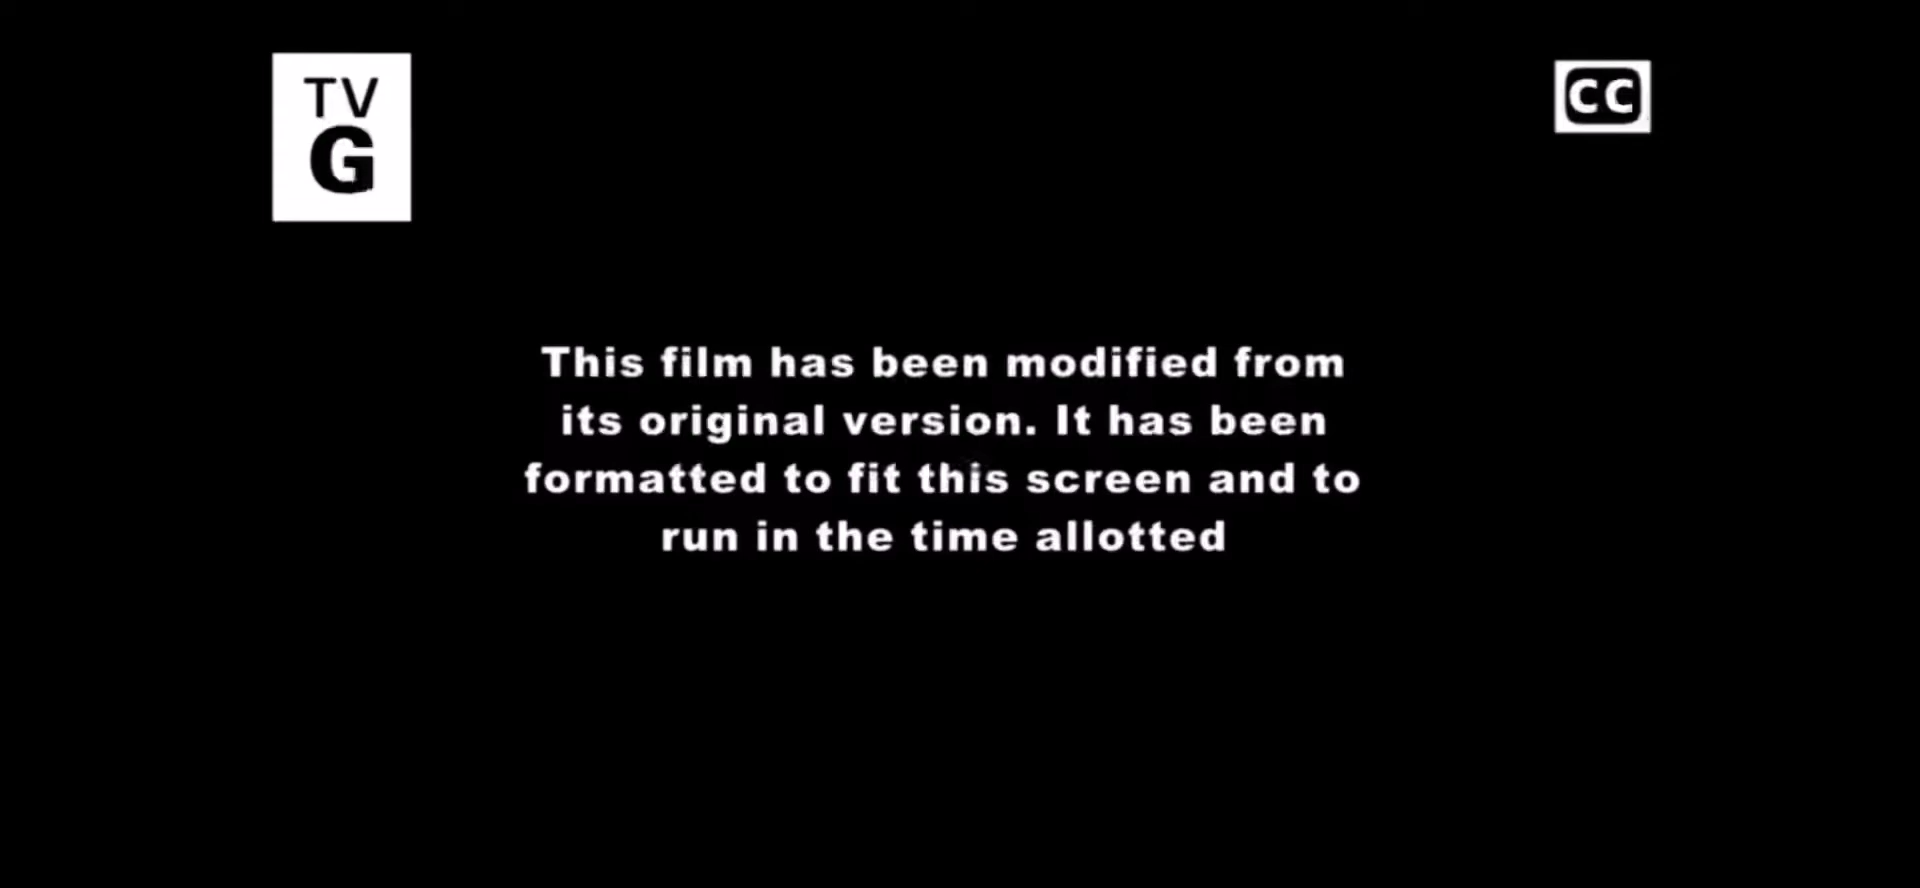 TV
G
CC
This film has been modified from
its original version. It has been
formatted to fit this screen and to
run in the time allotted